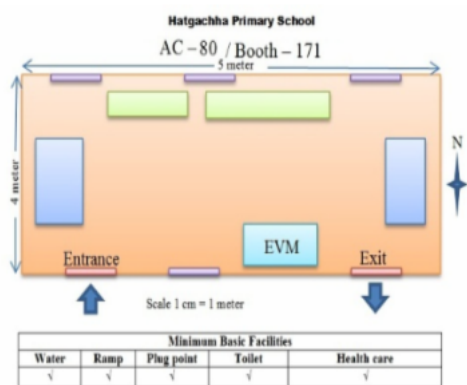 Hatgachha Primary School
AC – 80 / Booth – 171
5 meter
4 meter
N
EVM
Entrance
Exit
Scale 1 cm = 1 meter
Minimum Basic Facilities
Water Ramp Plug point Toilet Health care
√ √ √ √ √